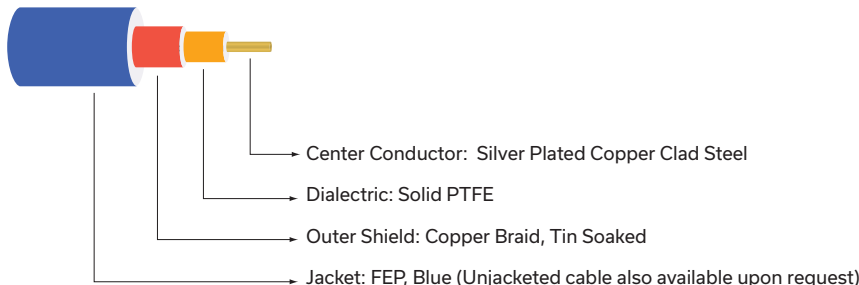 Center Conductor: Silver Plated Copper Clad Steel
Dialectric: Solid PTFE
Outer Shield: Copper Braid, Tin Soaked
Jacket: FEP, Blue (Unjacketed cable also available upon request)